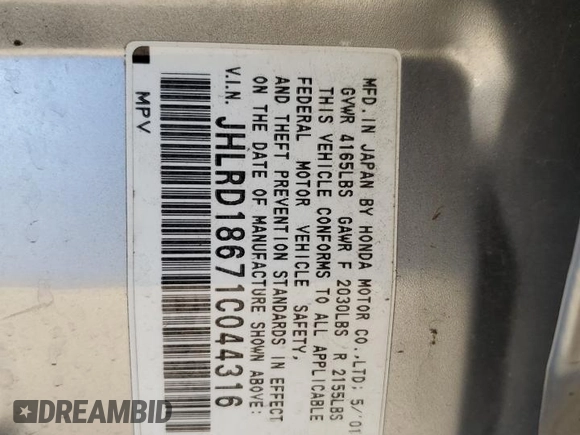 MFD. IN JAPAN BY HONDA MOTOR CO.,LTD; 5/'01
GVWR 4165LBS GAWR F 2030LBS R 2155LBS
THIS VEHICLE CONFORMS TO ALL APPLICABLE
FEDERAL MOTOR VEHICLE SAFETY,
AND THEFT PREVENTION STANDARDS IN EFFECT
ON THE DATE OF MANUFACTURE SHOWN ABOVE:
V.I.N. JHLRD18671C044316
MPV
DREAMBID